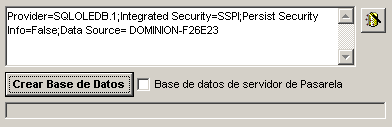 Provider=SQLOLEDB.1;Integrated Security=SSPI;Persist Security
Info=False;Data Source= DOMINION-F26E23
Crear Base de Datos
Base de datos de servidor de Pasarela